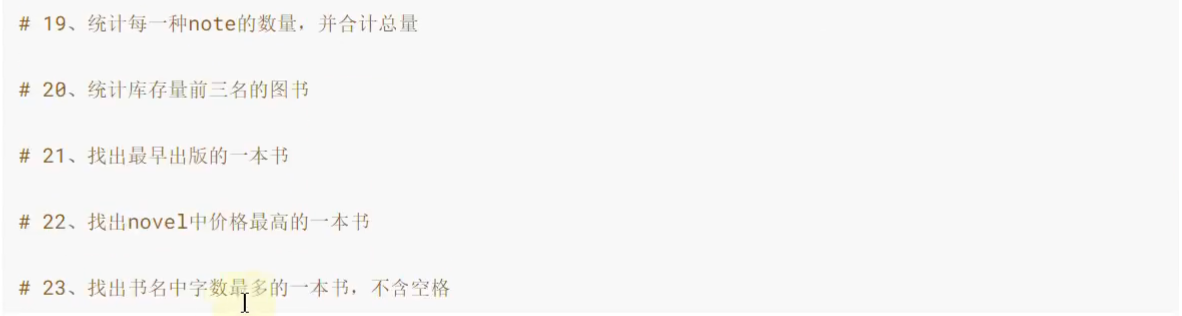 # 19、统计每一种note的数量，并合计总量
# 20、统计库存量前三名的图书
# 21、找出最早出版的一本书
# 22、找出novel中价格最高的一本书
# 23、找出书名中字数最多的一本书，不含空格